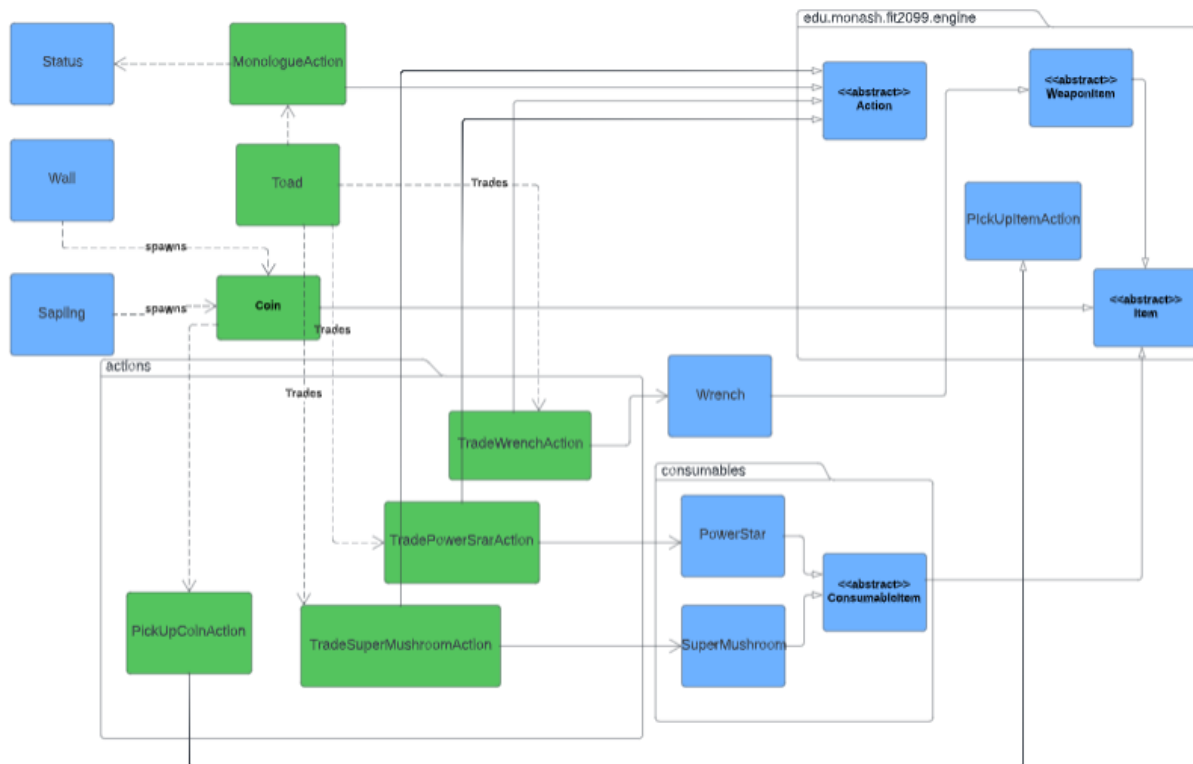 edu.monash.fit2099.engine
Status
MonologueAction
<<abstract>>
WeaponItem
<<abstract>>
Action
Wall
Toad
Trades
PickUpItemAction
spawns
Sapling
spawns
Coin
<<abstract>>
Item
Trades
actions
Trades
Wrench
TradeWrenchAction
consumables
PowerStar
TradePowerSrarAction
<<abstract>>
ConsumableItem
PickUpCoinAction
TradeSuperMushroomAction
SuperMushroom